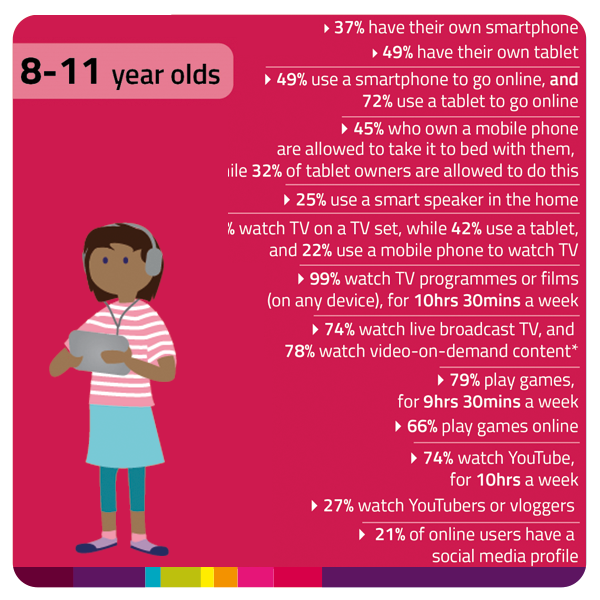 37% have their own smartphone
49% have their own tablet
8-11 year olds
49% use a smartphone to go online, and
72% use a tablet to go online
45% who own a mobile phone
are allowed to take it to bed with them,
32% of tablet owners are allowed to do this
25% use a smart speaker in the home
% watch TV on a TV set, while 42% use a tablet,
and 22% use a mobile phone to watch TV
99% watch TV programmes or films
(on any device), for 10hrs 30mins a week
74% watch live broadcast TV, and
78% watch video-on-demand content*
79% play games,
for 9hrs 30mins a week
66% play games online
74% watch YouTube,
for 10hrs a week
27% watch YouTubers or vloggers
21% of online users have a
social media profile